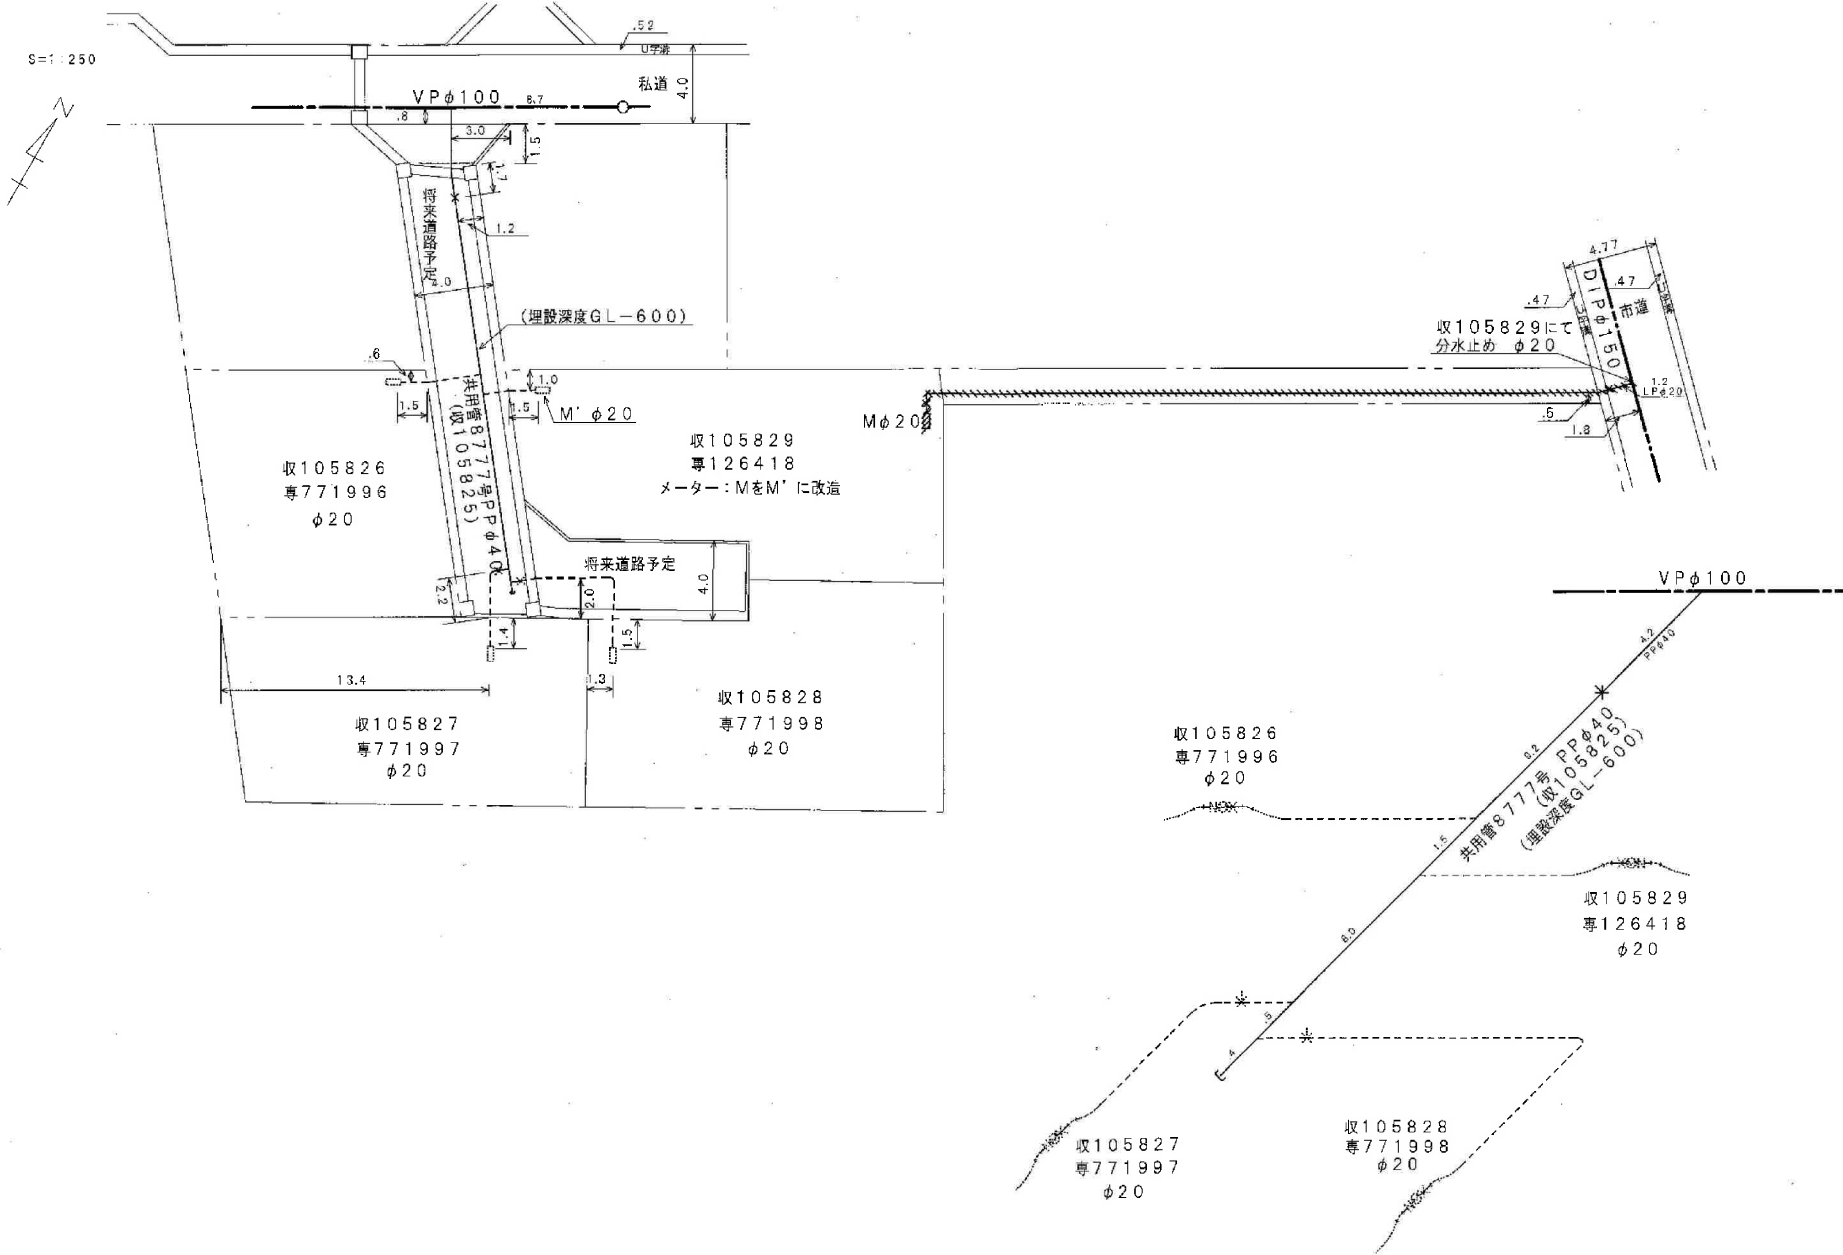 S=1:250
N
.52
U字溝
私道
4.0
VPφ100
6.7
.8
3.0
1.5
1.7
将来道路予定
1.2
4.0
(埋設深度GL-600)
.6
1.0
1.5
1.5
M'φ20
共用管8777号PPφ40
(収105825)
収105826
専771996
φ20
収105829
専126418
メーター:MをM'に改造
Mφ20
4.77
.47
.47
DIPφ150
市道
収105829にて
分水止め φ20
1.2
LPφ20
.5
1.8
将来道路予定
4.0
2.2
2.0
1.4
1.5
13.4
1.3
収105827
専771997
φ20
収105828
専771998
φ20
VPφ100
4.2
PPφ40
共用管8777号 PPφ40
(収105825)
(埋設深度GL-600)
収105826
専771996
φ20
1.5
収105829
専126418
φ20
.5
.4
収105827
専771997
φ20
収105828
専771998
φ20